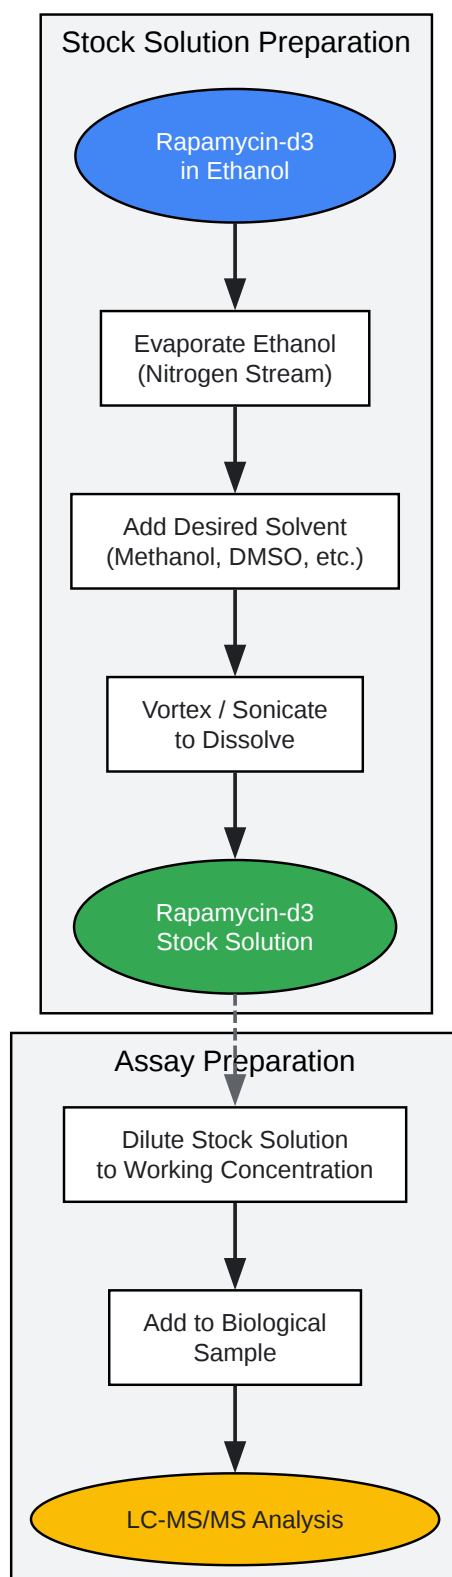 Stock Solution Preparation
Rapamycin-d3
in Ethanol
Evaporate Ethanol
(Nitrogen Stream)
Add Desired Solvent
(Methanol, DMSO, etc.)
Vortex / Sonicate
to Dissolve
Rapamycin-d3
Stock Solution
Assay Preparation
Dilute Stock Solution
to Working Concentration
Add to Biological
Sample
LC-MS/MS Analysis